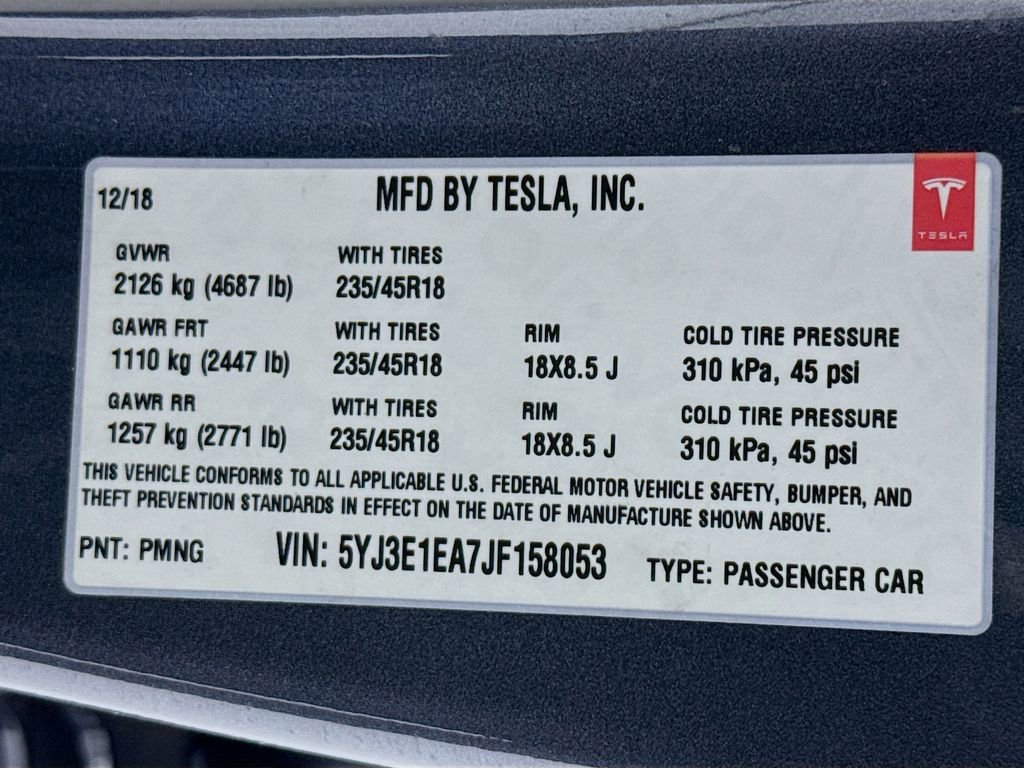 12/18 MFD BY TESLA, INC.
TESLA
GVWR WITH TIRES
2126 kg (4687 lb) 235/45R18
GAWR FRT WITH TIRES RIM COLD TIRE PRESSURE
1110 kg (2447 lb) 235/45R18 18X8.5 J 310 kPa, 45 psi
GAWR RR WITH TIRES RIM COLD TIRE PRESSURE
1257 kg (2771 lb) 235/45R18 18X8.5 J 310 kPa, 45 psi
THIS VEHICLE CONFORMS TO ALL APPLICABLE U.S. FEDERAL MOTOR VEHICLE SAFETY, BUMPER, AND
THEFT PREVENTION STANDARDS IN EFFECT ON THE DATE OF MANUFACTURE SHOWN ABOVE.
PNT: PMNG VIN: 5YJ3E1EA7JF158053 TYPE: PASSENGER CAR